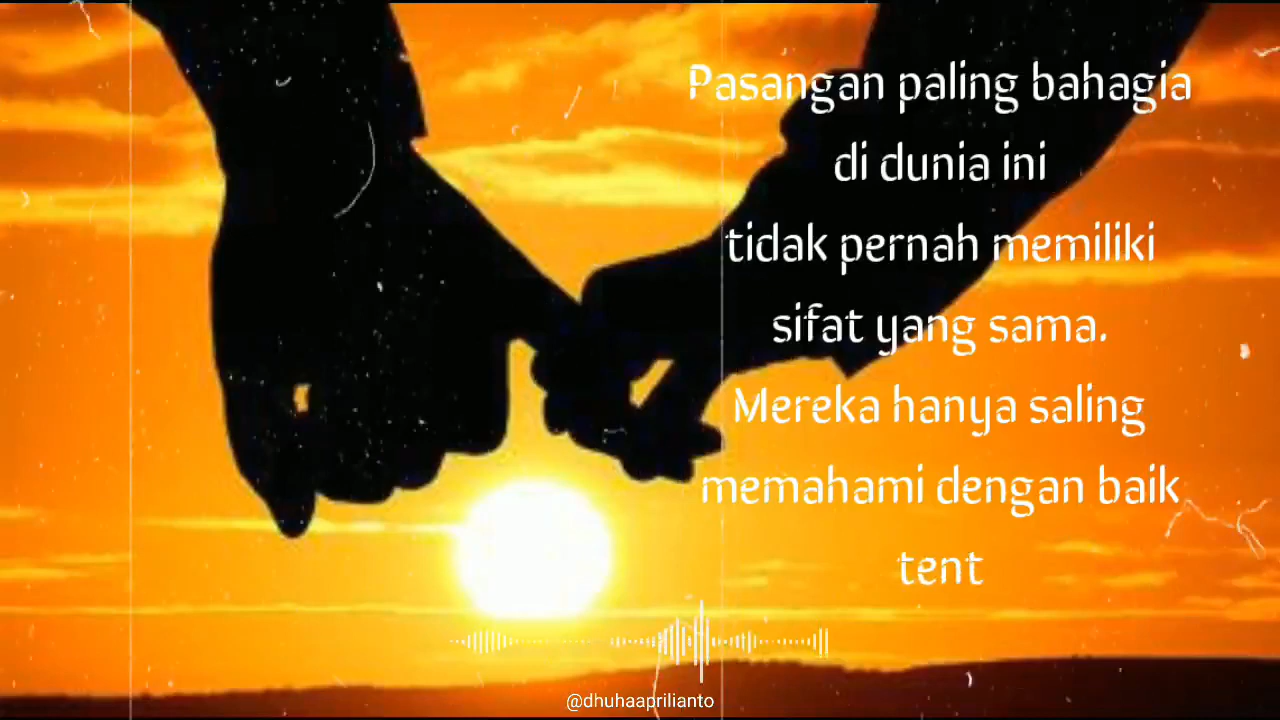 Pasangan paling bahagia
di dunia ini
tidak pernah memiliki
sifat yang sama.
Mereka hanya saling
memahami dengan baik
tent
@dhuhaaprilianto